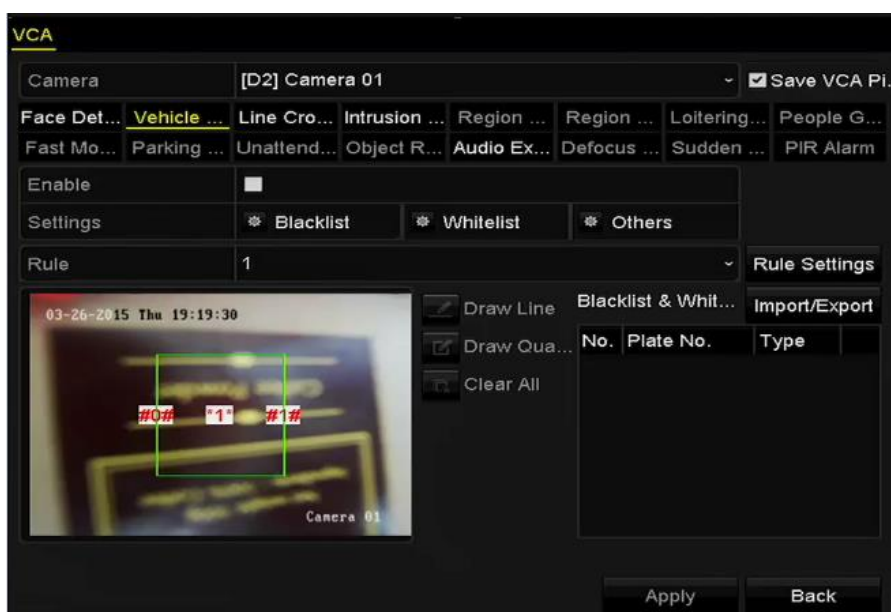 VCA
Camera [D2] Camera 01 Save VCA Pi.
Face Det... Vehicle ... Line Cro... Intrusion ... Region ... Region ... Loitering... People G...
Fast Mo... Parking ... Unattend... Object R... Audio Ex... Defocus ... Sudden ... PIR Alarm
Enable
Settings Blacklist Whitelist Others
Rule 1 Rule Settings
03-26-2015 Thu 19:19:30
Draw Line Blacklist & Whit... Import/Export
Draw Qua... No. Plate No. Type
Clear All
#0# *1* #1#
Camera 01
Apply Back